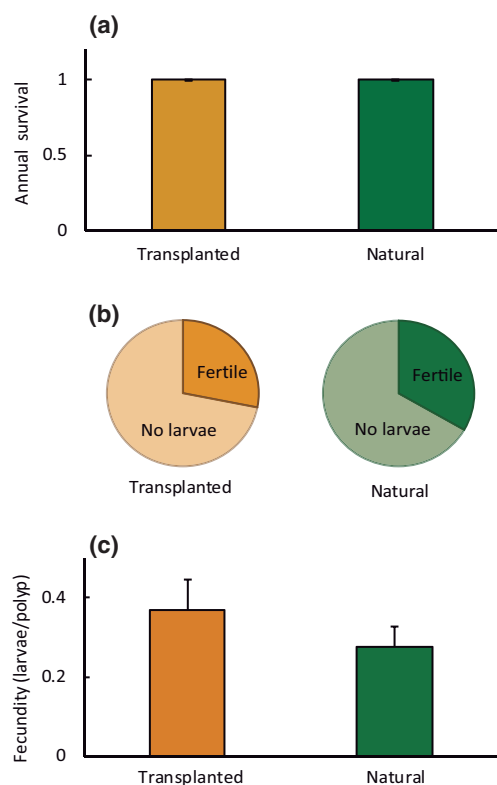 (a)
Annual survival
1
0.5
0
Transplanted Natural
(b)
Fertile Fertile
No larvae No larvae
Transplanted Natural
(c)
Fecundity (larvae/polyp)
0.4
0.2
0
Transplanted Natural